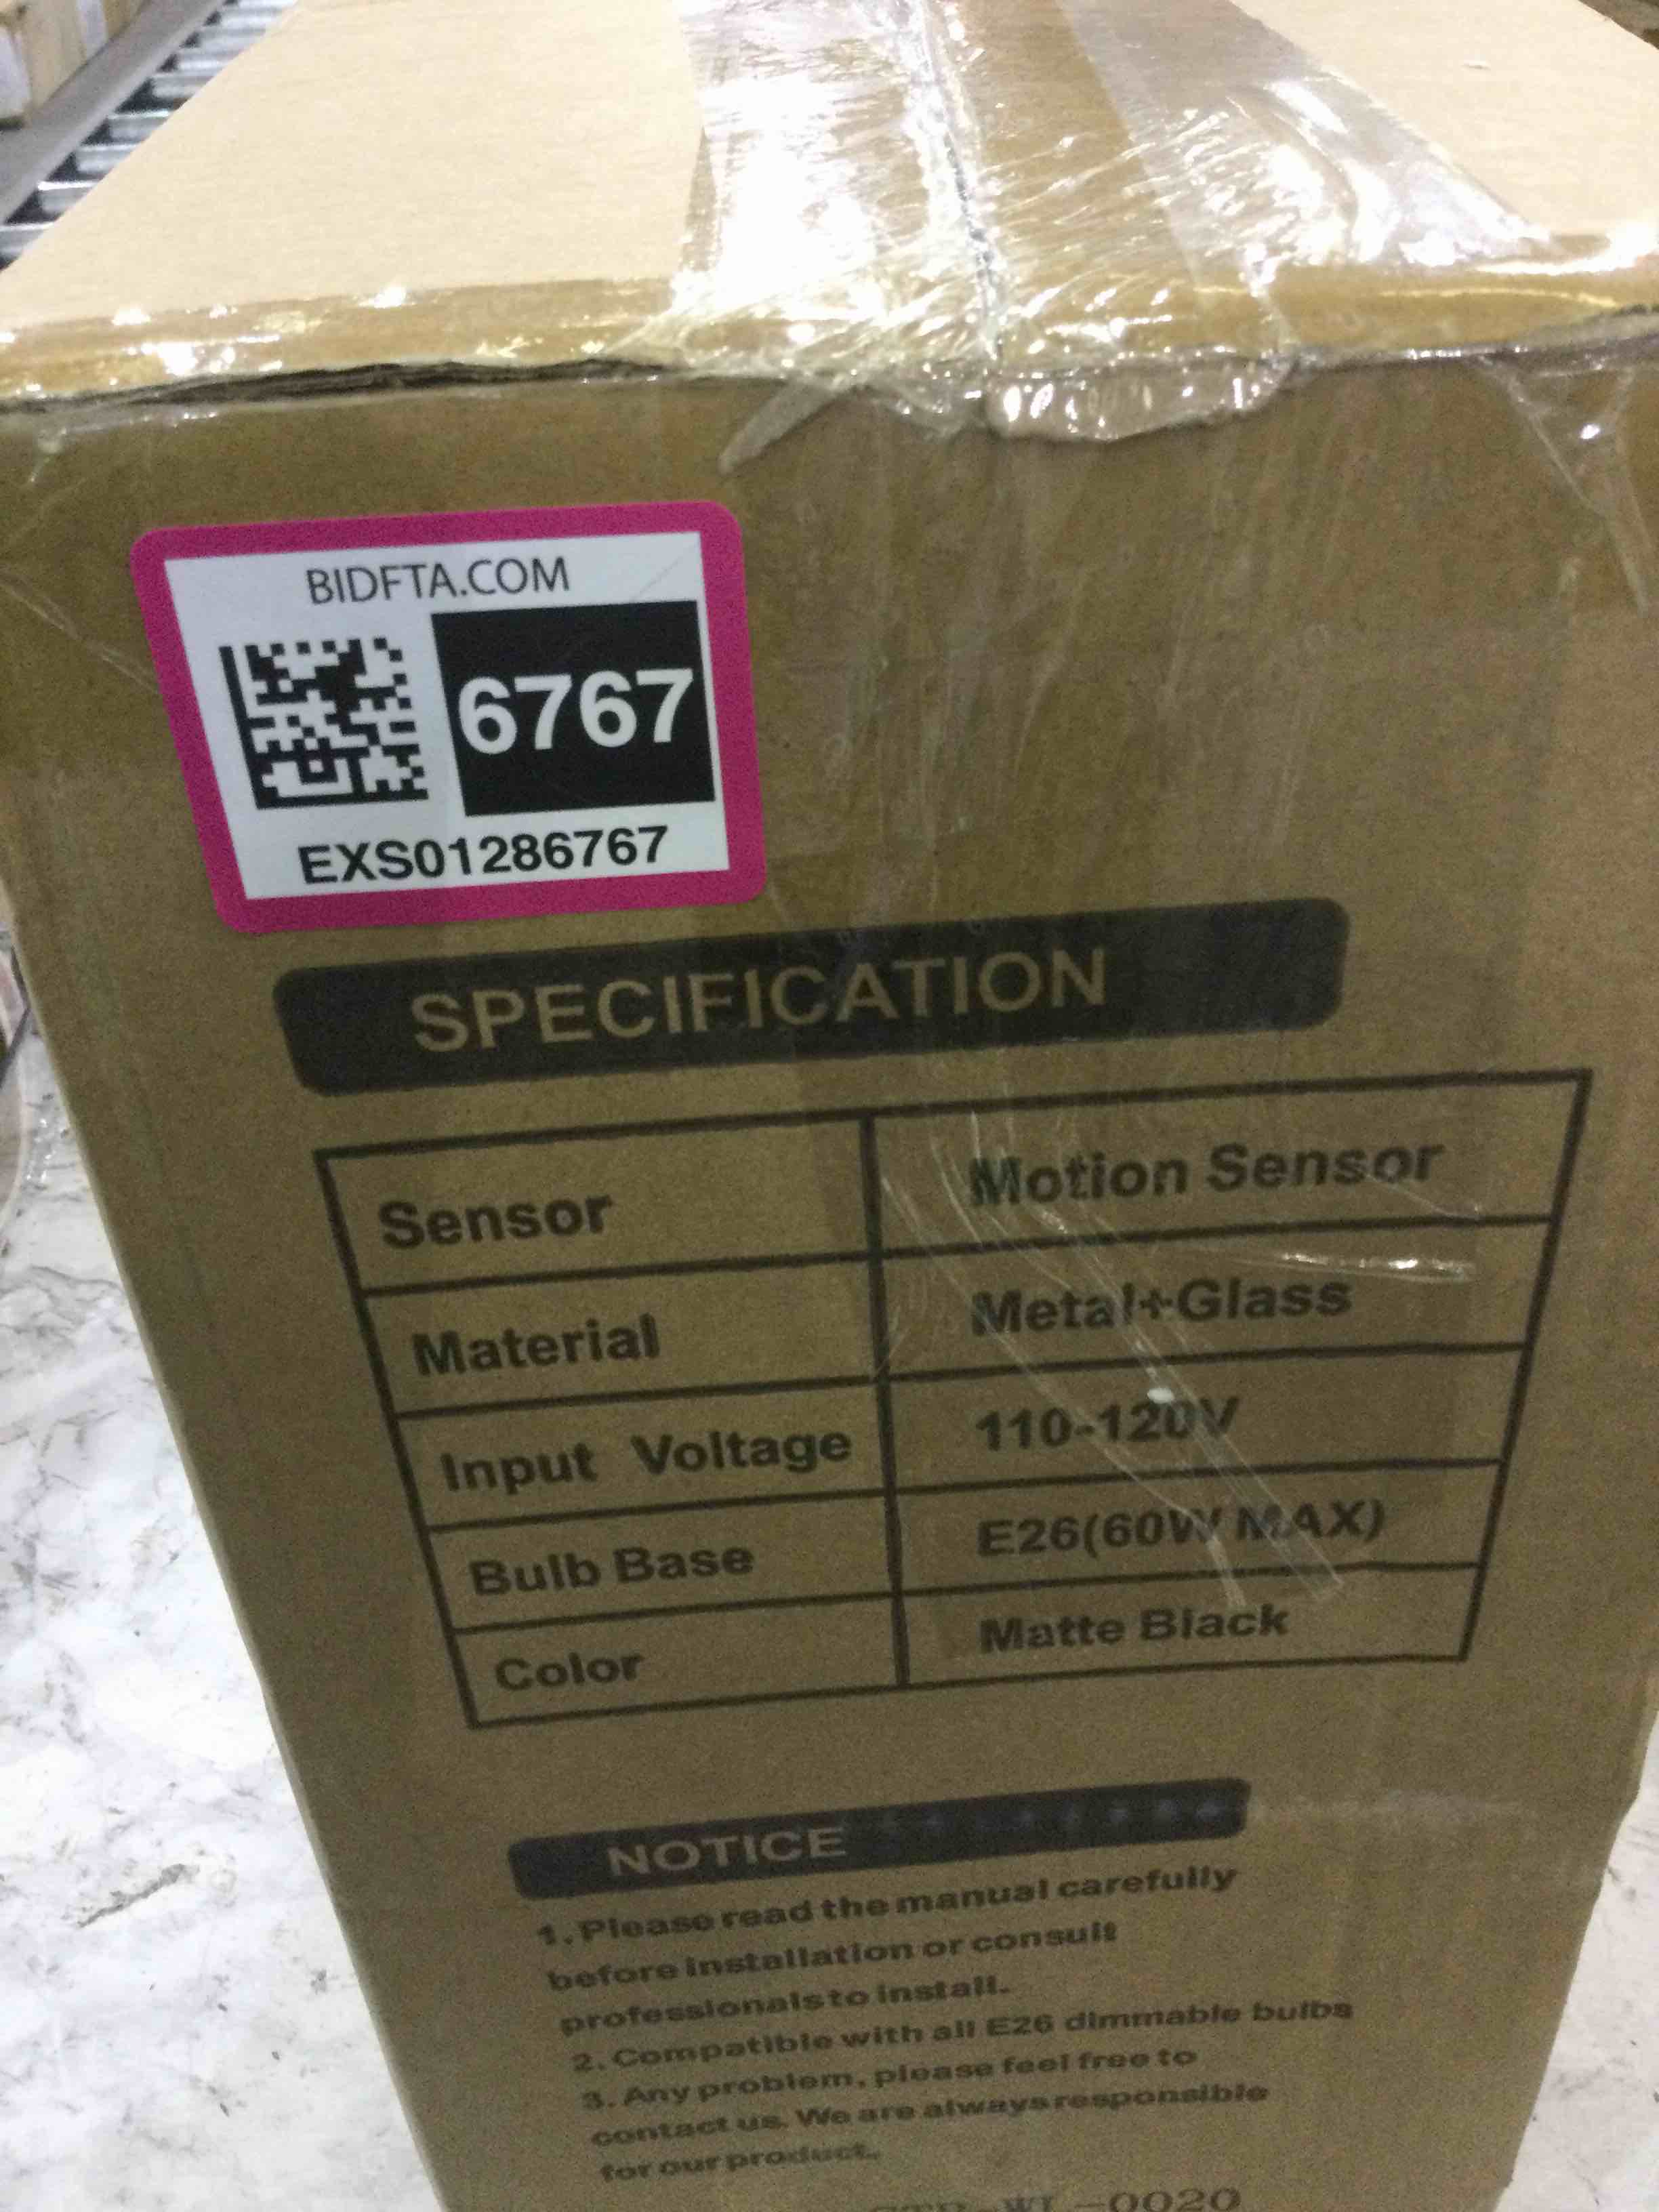 BIDFTA.COM
6767
EXS01286767
SPECIFICATION
Sensor Motion Sensor
Material Metal+Glass
Input Voltage 110-120V
Bulb Base E26(60W MAX)
Color Matte Black
NOTICE
1. Please read the manual carefully
before installation or consult
professionals to install.
2. Compatible with all E26 dimmable bulbs
3. Any problem, please feel free to
contact us. We are always responsible
for our product.